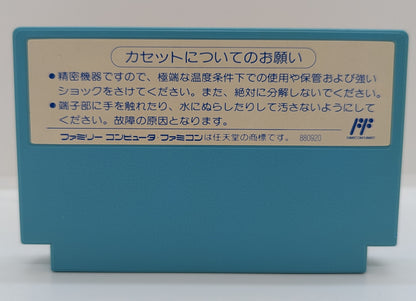 カセットについてのお願い
●精密機器ですので、極端な温度条件下での使用や保管および強い
ショックをさけてください。また、絶対に分解しないでください。
●端子部に手を触れたり、水にぬらしたりして汚さないようにして
ください。故障の原因となります。
ファミリー コンピュータ・ファミコンは任天堂の商標です。 880920